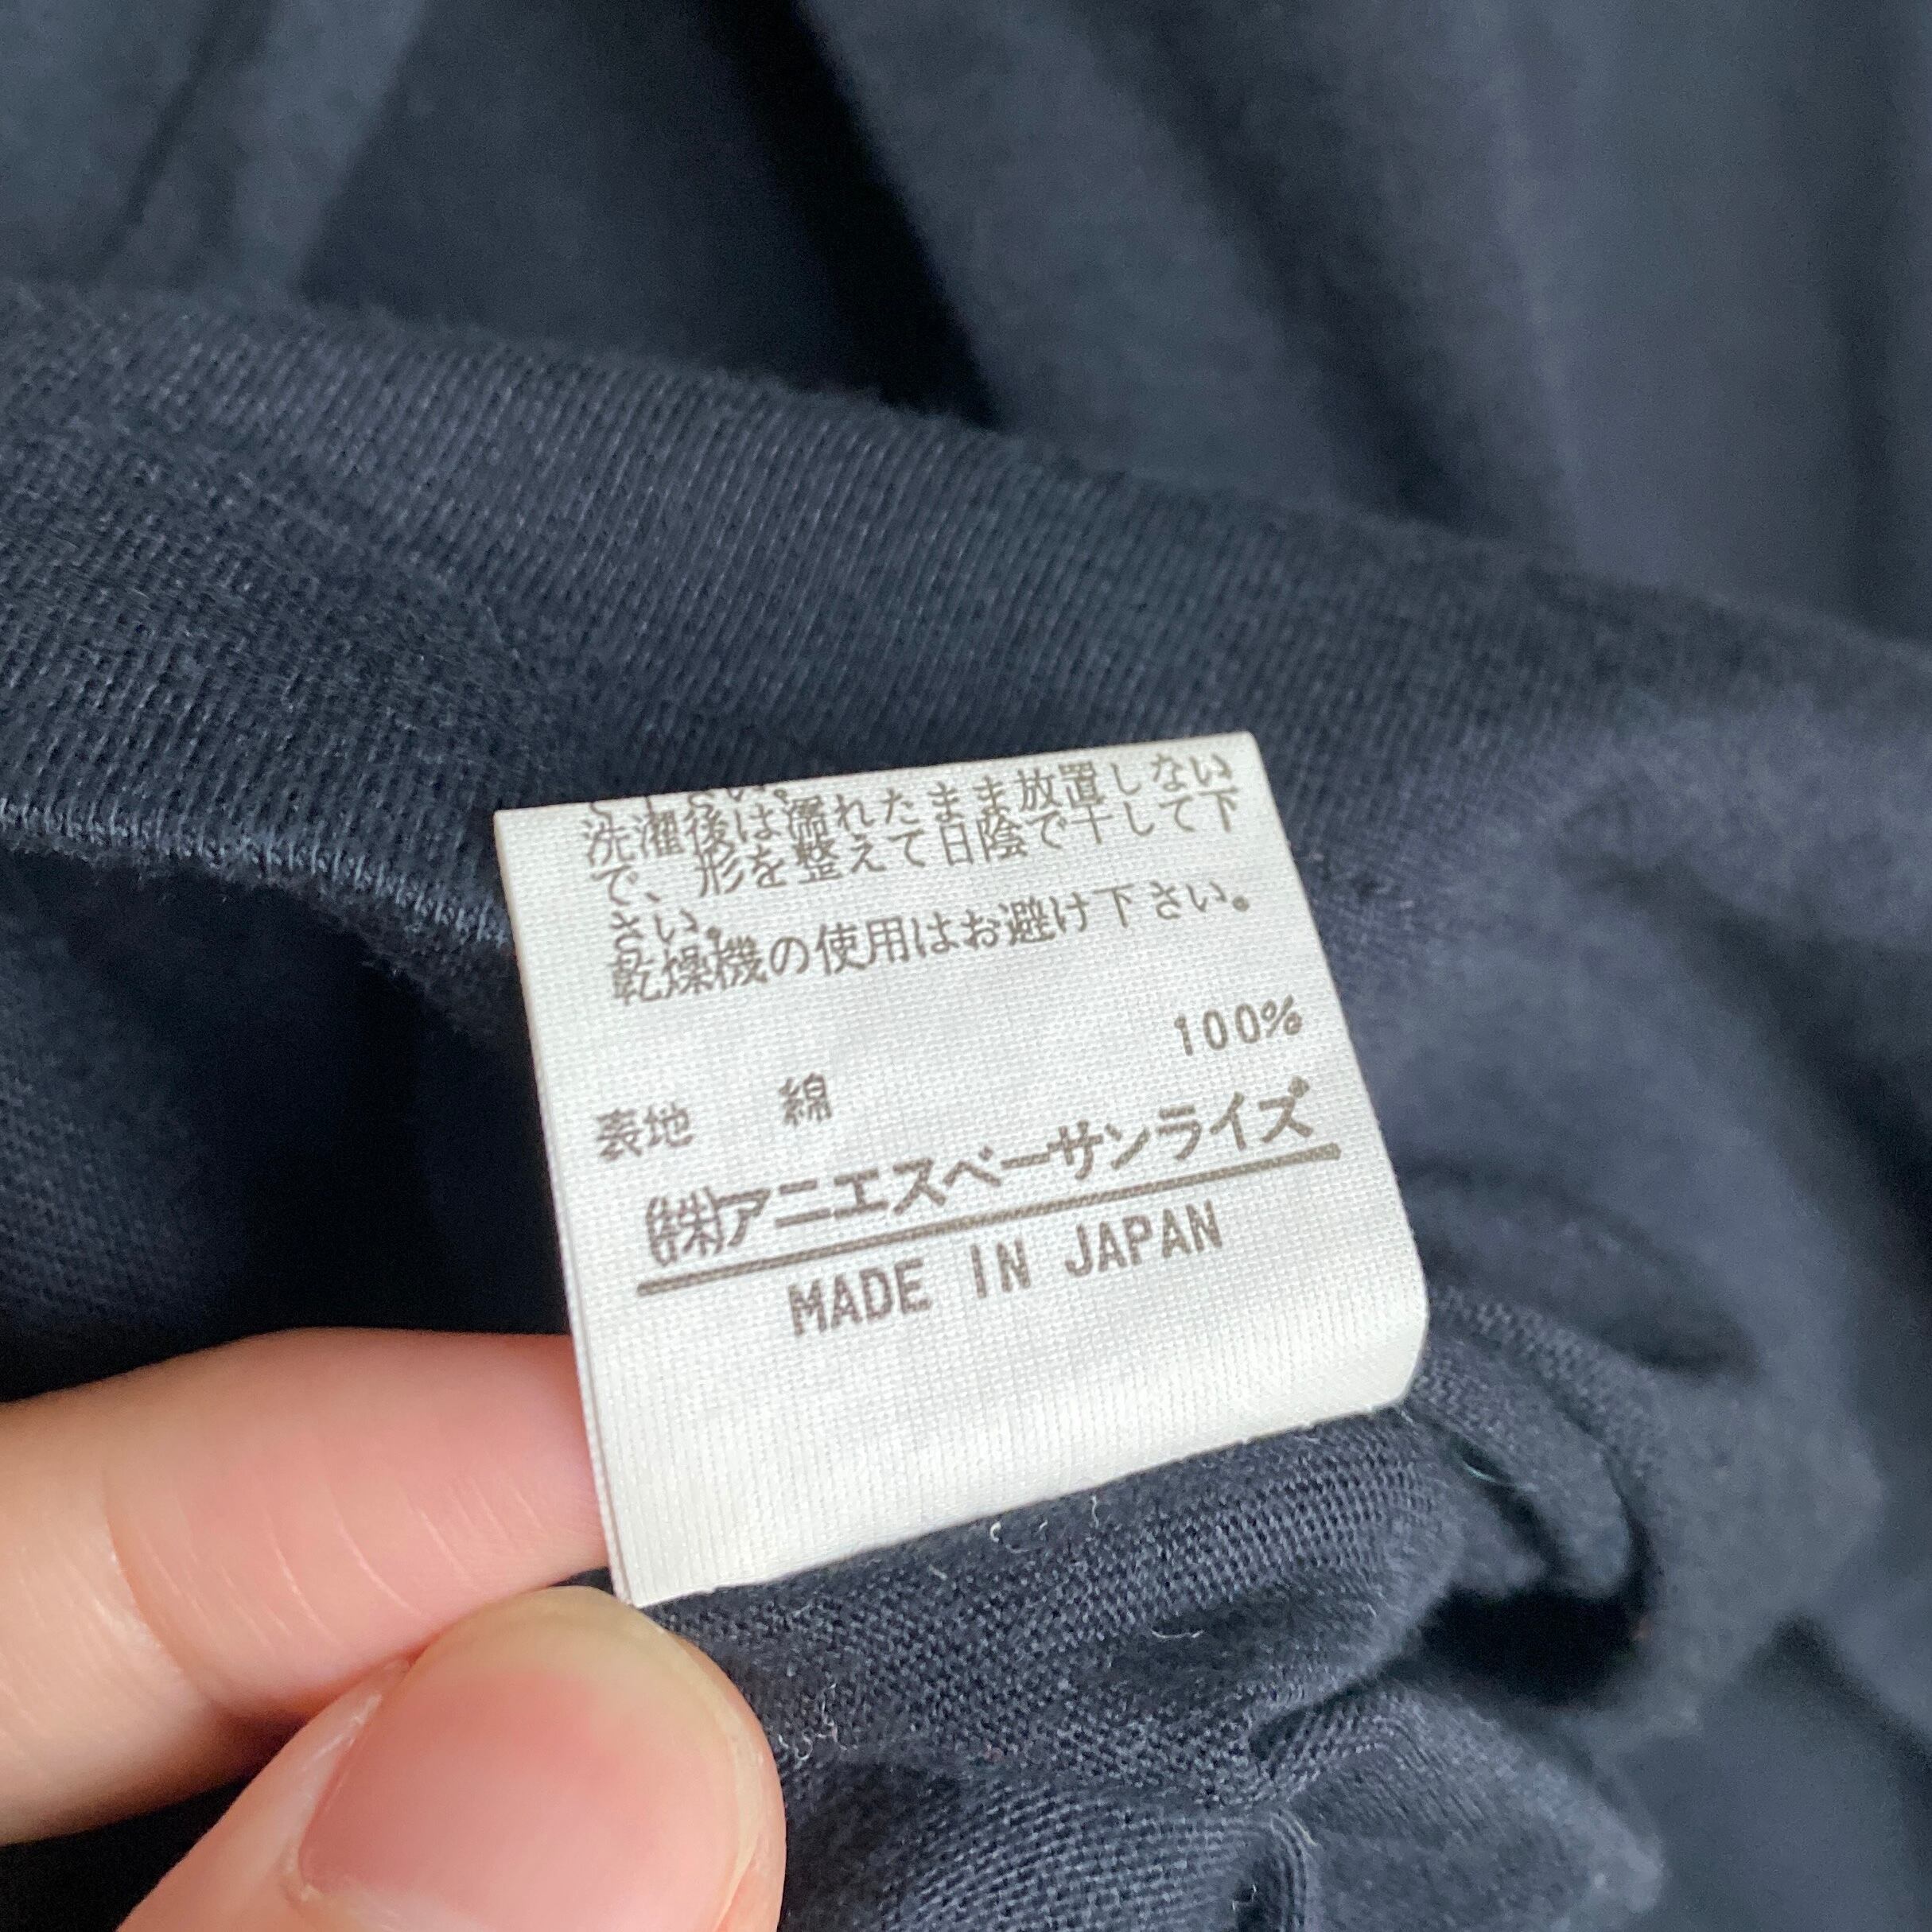 洗濯後は濡れたまま放置しない
で、形を整えて日陰で干して下
さい。
乾燥機の使用はお避け下さい。
100%
表地 綿
㈱アニエスベーサンライズ
MADE IN JAPAN